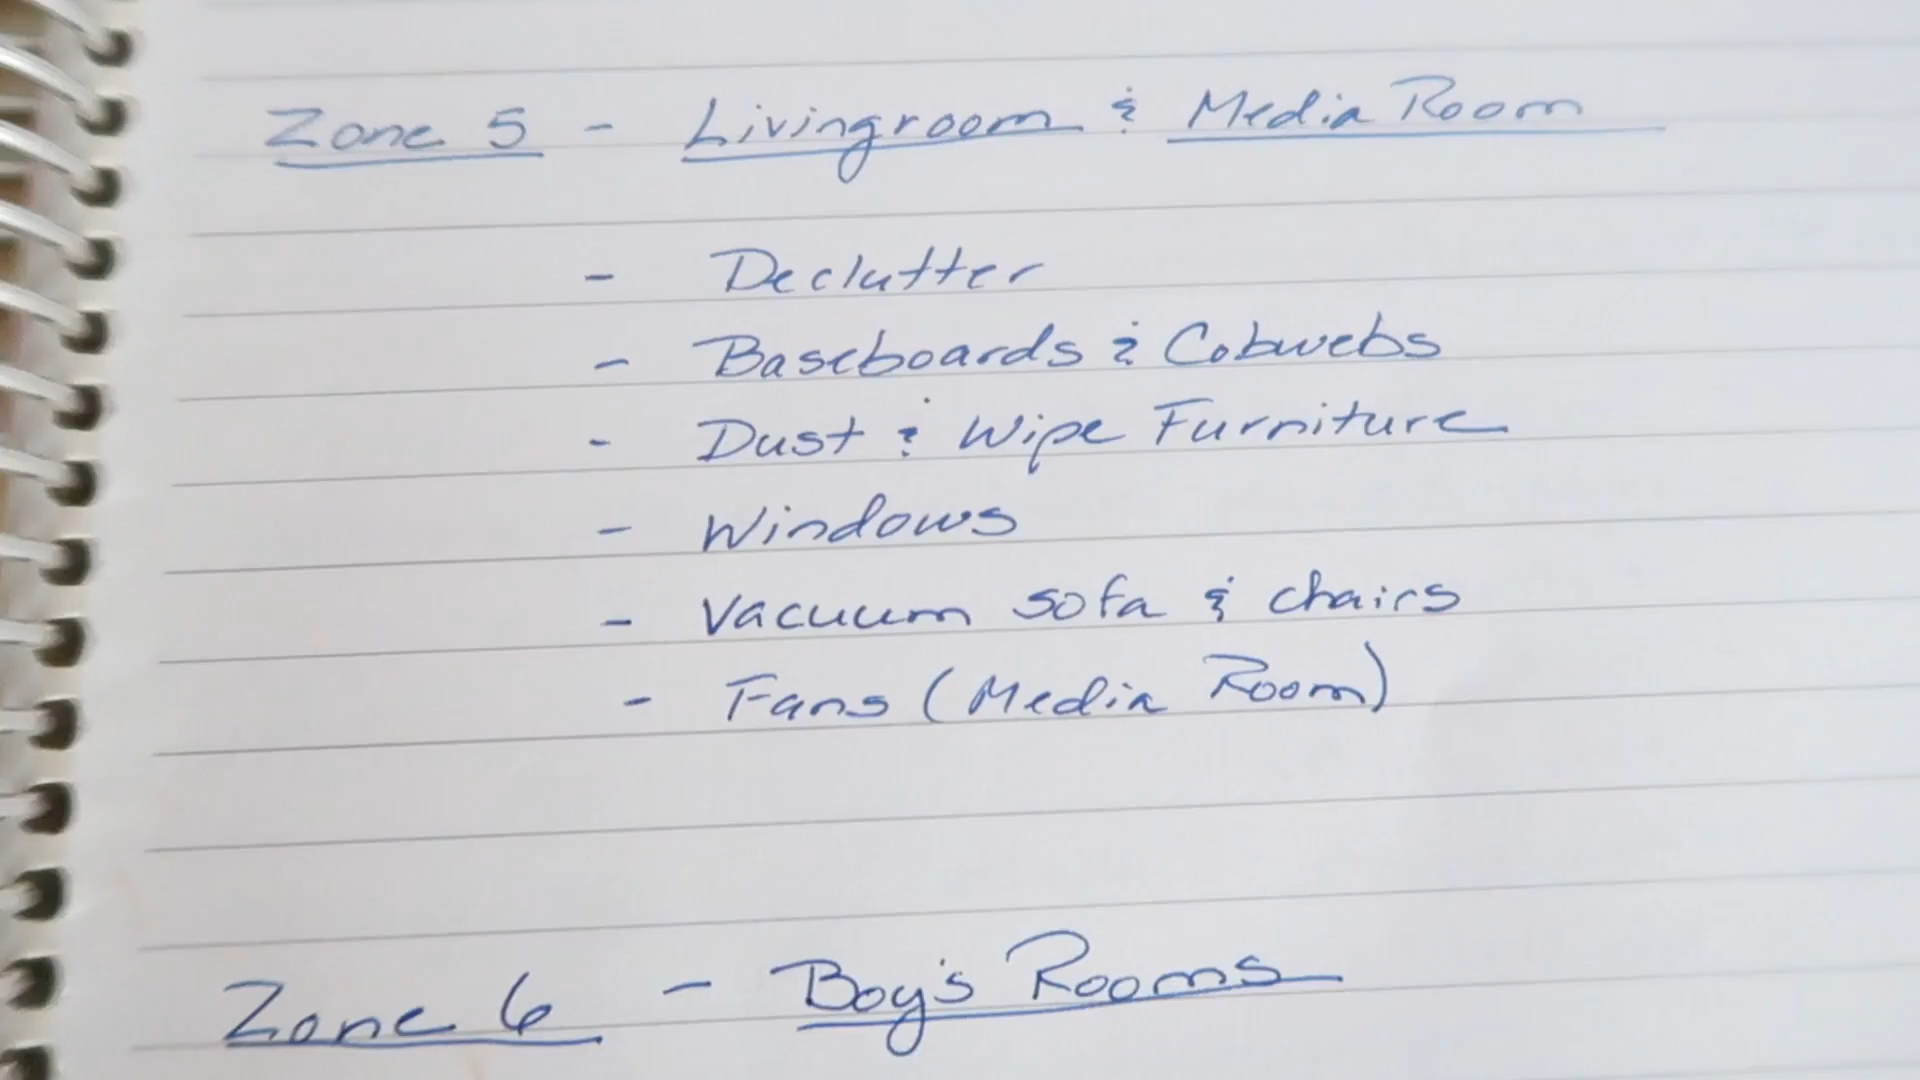 Zone 5 - Livingroom & Media Room
- Declutter
- Baseboards & Cobwebs
- Dust & Wipe Furniture
- Windows
- Vacuum sofa & chairs
- Fans (Media Room)
Zone 6 - Boy's Rooms